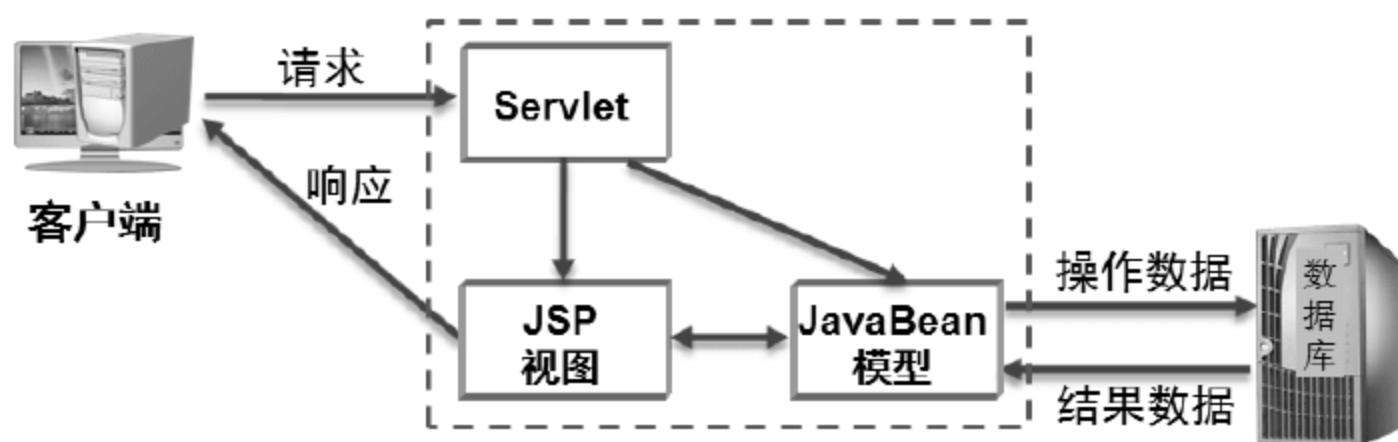 请求
Servlet
响应
客户端
JSP
视图
JavaBean
模型
操作数据
结果数据
数据库